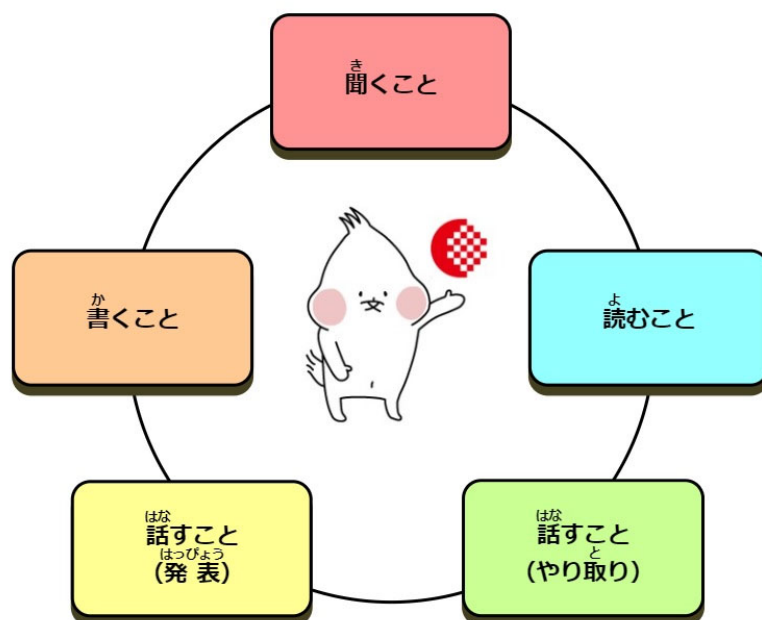 き
聞くこと
よ
読むこと
はな
話すこと
と
(やり取り)
はな
話すこと
はっぴょう
(発表)
か
書くこと